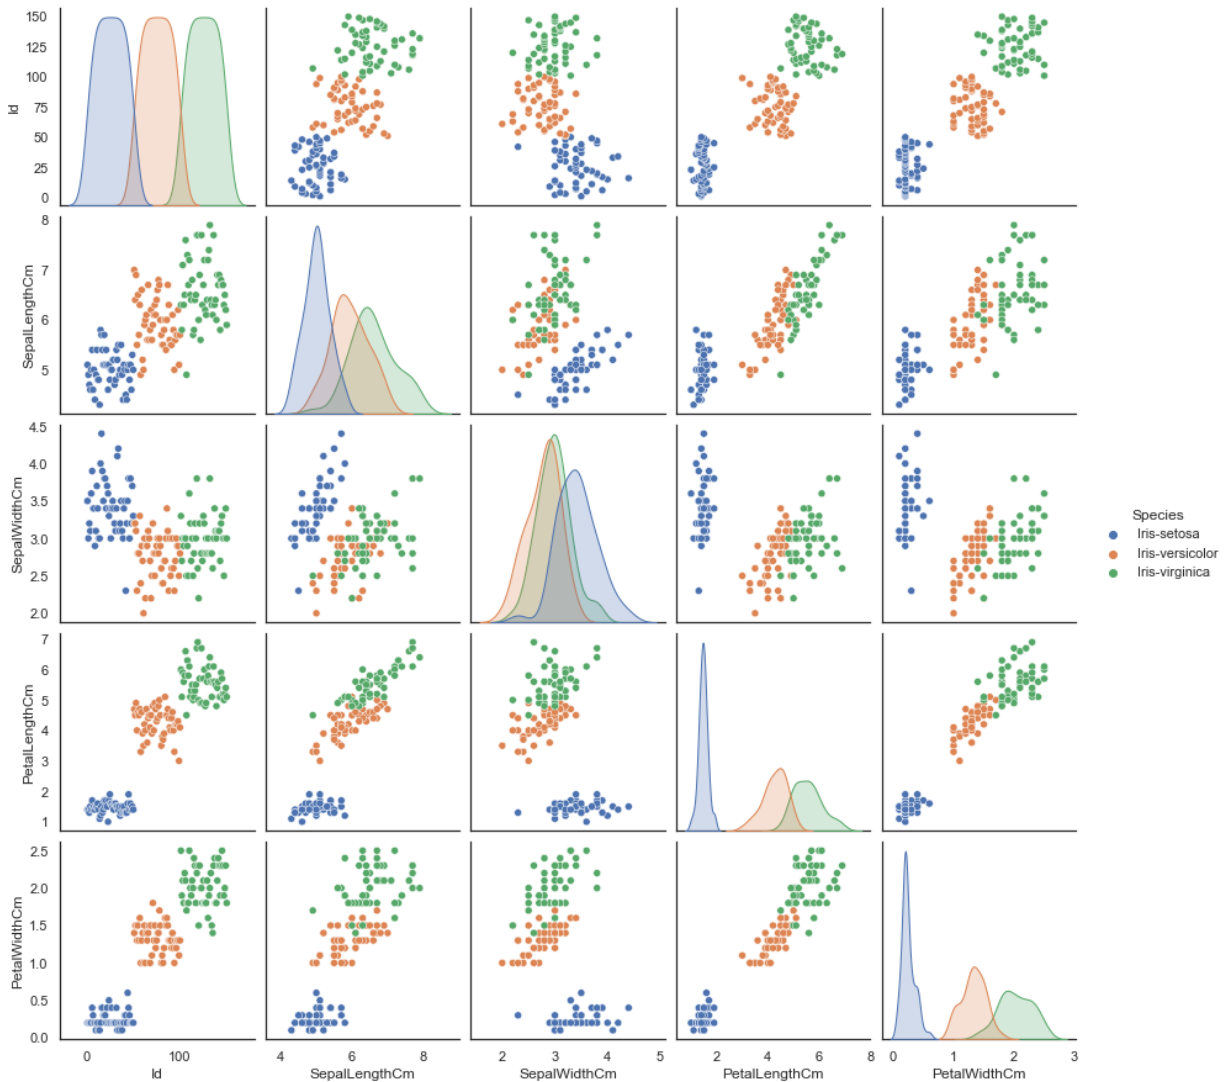 150
125
100
75
50
25
0
Id
8
7
6
5
SepalLengthCm
4.5
4.0
3.5
3.0
2.5
2.0
SepalWidthCm
Species
Iris-setosa
Iris-versicolor
Iris-virginica
7
6
5
4
3
2
1
PetalLengthCm
2.5
2.0
1.5
1.0
0.5
0.0
PetalWidthCm
0 100
4 6 8
2 3 4 5
2 4 6 8
0 1 2 3
Id SepalLengthCm SepalWidthCm PetalLengthCm PetalWidthCm